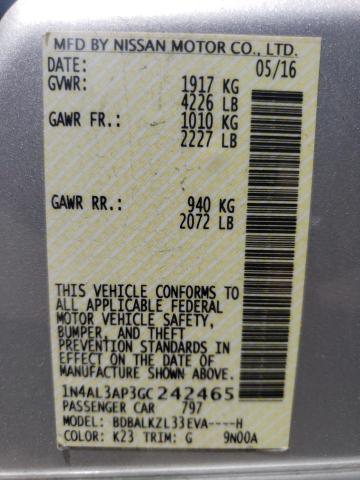 MFD BY NISSAN MOTOR CO., LTD.
DATE: 05/16
GVWR: 1917 KG
4226 LB
GAWR FR.: 1010 KG
2227 LB
GAWR RR.: 940 KG
2072 LB
THIS VEHICLE CONFORMS TO
ALL APPLICABLE FEDERAL
MOTOR VEHICLE SAFETY,
BUMPER, AND THEFT
PREVENTION STANDARDS IN
EFFECT ON THE DATE OF
MANUFACTURE SHOWN ABOVE.
1N4AL3AP3GC242465
PASSENGER CAR 797
MODEL: BDBALKZL33EVA----H
COLOR: K23 TRIM: G 9N00A